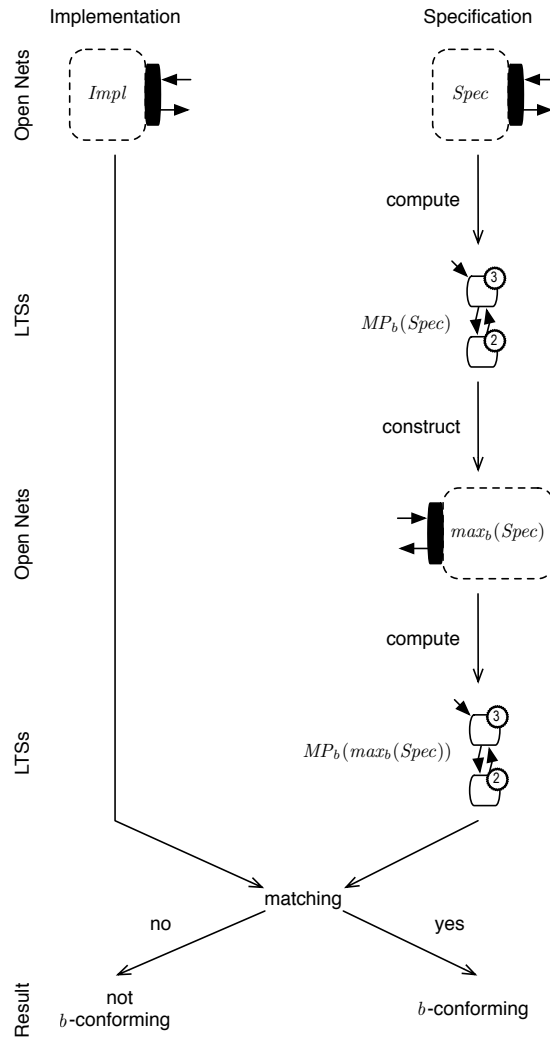 Implementation
Specification
Open Nets
Impl
Spec
compute
LTSs
3
MP_b(Spec)
2
construct
Open Nets
max_b(Spec)
compute
LTSs
3
MP_b(max_b(Spec))
2
matching
no
yes
Result
not
b-conforming
b-conforming